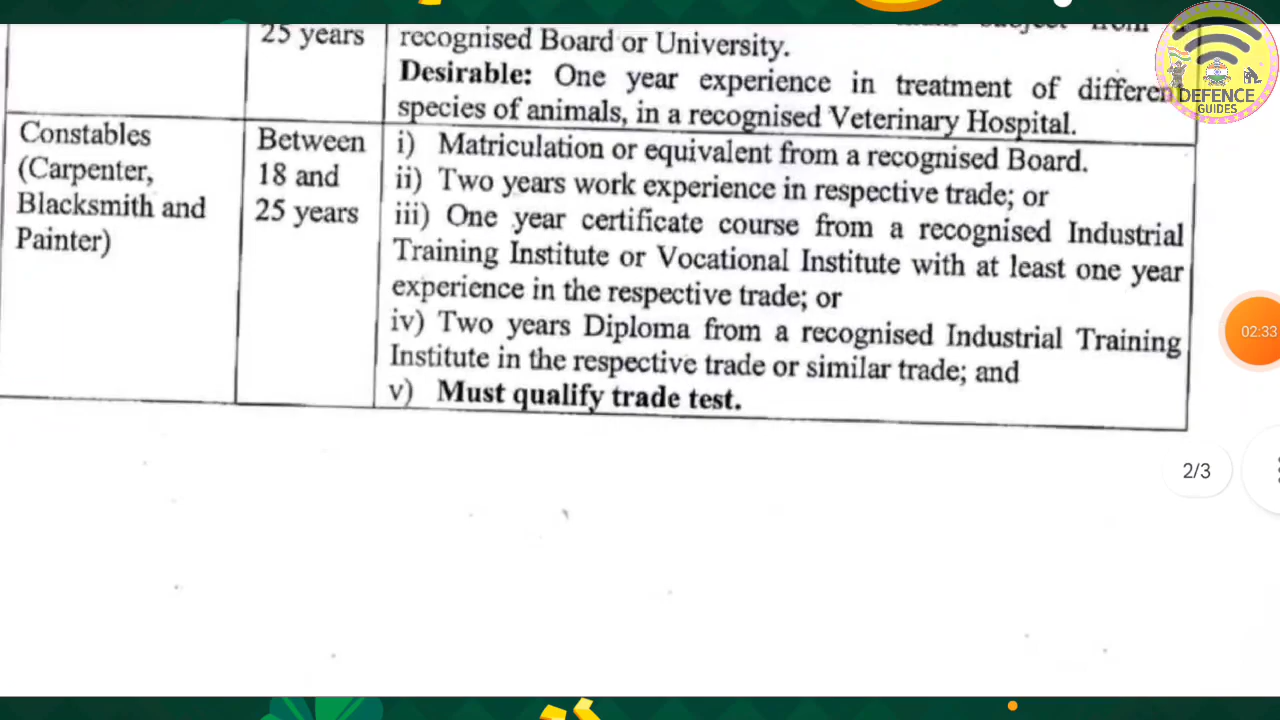 25 years
recognised Board or University.
Desirable: One year experience in treatment of different
species of animals, in a recognised Veterinary Hospital.
Constables
(Carpenter,
Blacksmith and
Painter)
Between
18 and
25 years
i) Matriculation or equivalent from a recognised Board.
ii) Two years work experience in respective trade; or
iii) One year certificate course from a recognised Industrial
Training Institute or Vocational Institute with at least one year
experience in the respective trade; or
iv) Two years Diploma from a recognised Industrial Training
Institute in the respective trade or similar trade; and
v) Must qualify trade test.
DEFENCE
GUIDES
02:33
2/3